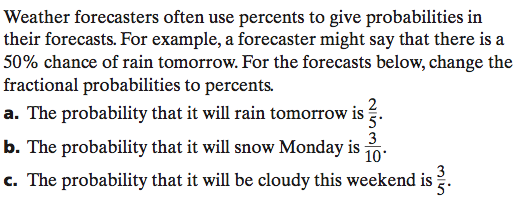 Weather forecasters often use percents to give probabilities in
their forecasts. For example, a forecaster might say that there is a
50% chance of rain tomorrow. For the forecasts below, change the
fractional probabilities to percents.
a. The probability that it will rain tomorrow is 2/5.
b. The probability that it will snow Monday is 3/10.
c. The probability that it will be cloudy this weekend is 3/5.